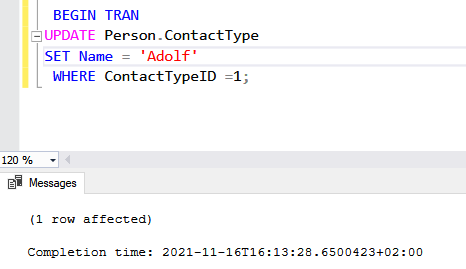 BEGIN TRAN
UPDATE Person.ContactType
SET Name = 'Adolf'
WHERE ContactTypeID =1;
120 %
Messages
(1 row affected)
Completion time: 2021-11-16T16:13:28.6500423+02:00